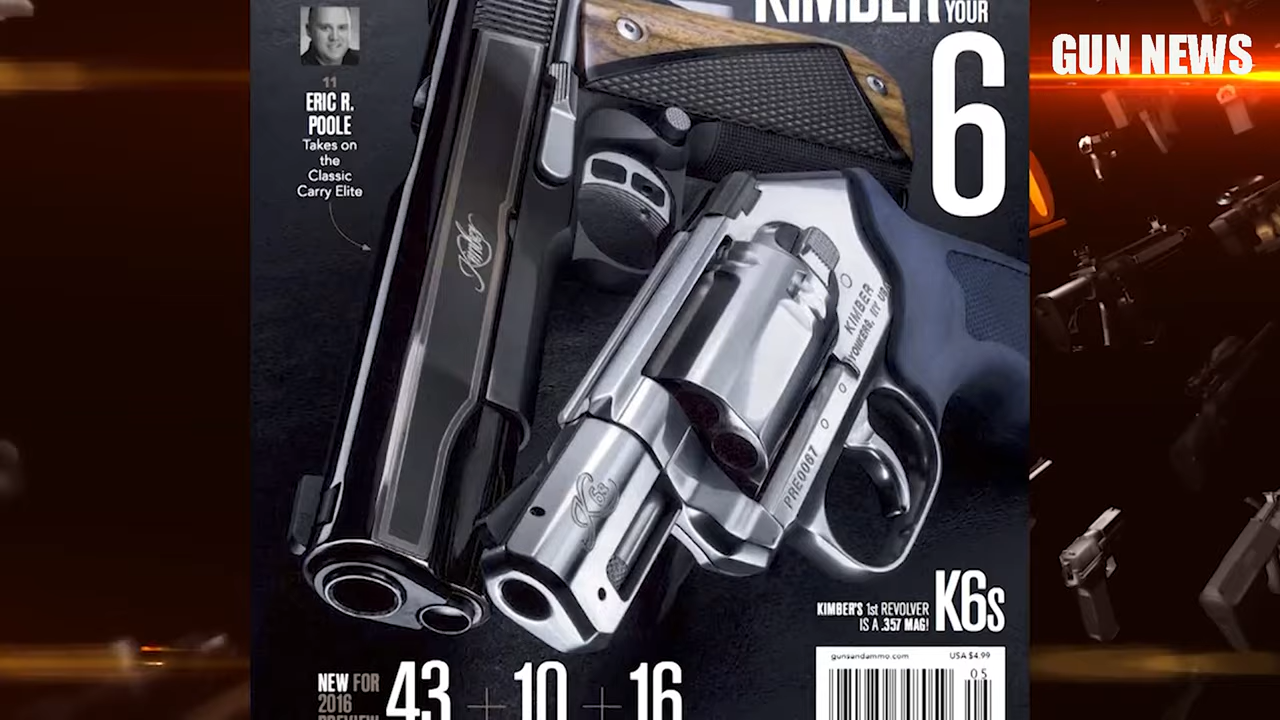 KIMBER
YOUR
6
GUN NEWS
11
ERIC R.
POOLE
Takes on
the
Classic
Carry Elite
Kimber
KIMBER
YONKERS, NY USA
PRE0067
K6s
KIMBER'S 1st REVOLVER
IS A .357 MAG!
K6s
gunsandammo.com USA $4.99
05
NEW FOR
2016
PREVIEW
43 + 10 + 16